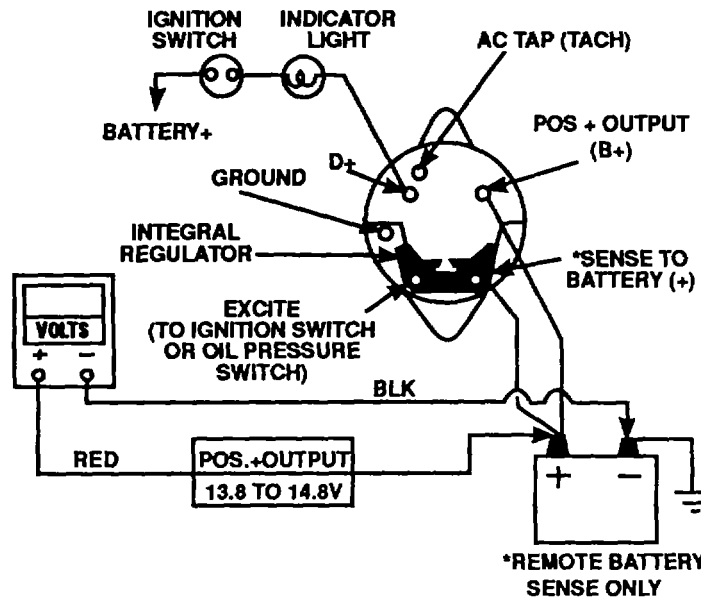 IGNITION
SWITCH
INDICATOR
LIGHT
AC TAP (TACH)
BATTERY+
POS + OUTPUT
(B+)
D+
GROUND
INTEGRAL
REGULATOR
*SENSE TO
BATTERY (+)
EXCITE
(TO IGNITION SWITCH
OR OIL PRESSURE
SWITCH)
VOLTS
+ −
BLK
RED
POS.+OUTPUT
13.8 TO 14.8V
+ −
*REMOTE BATTERY
SENSE ONLY